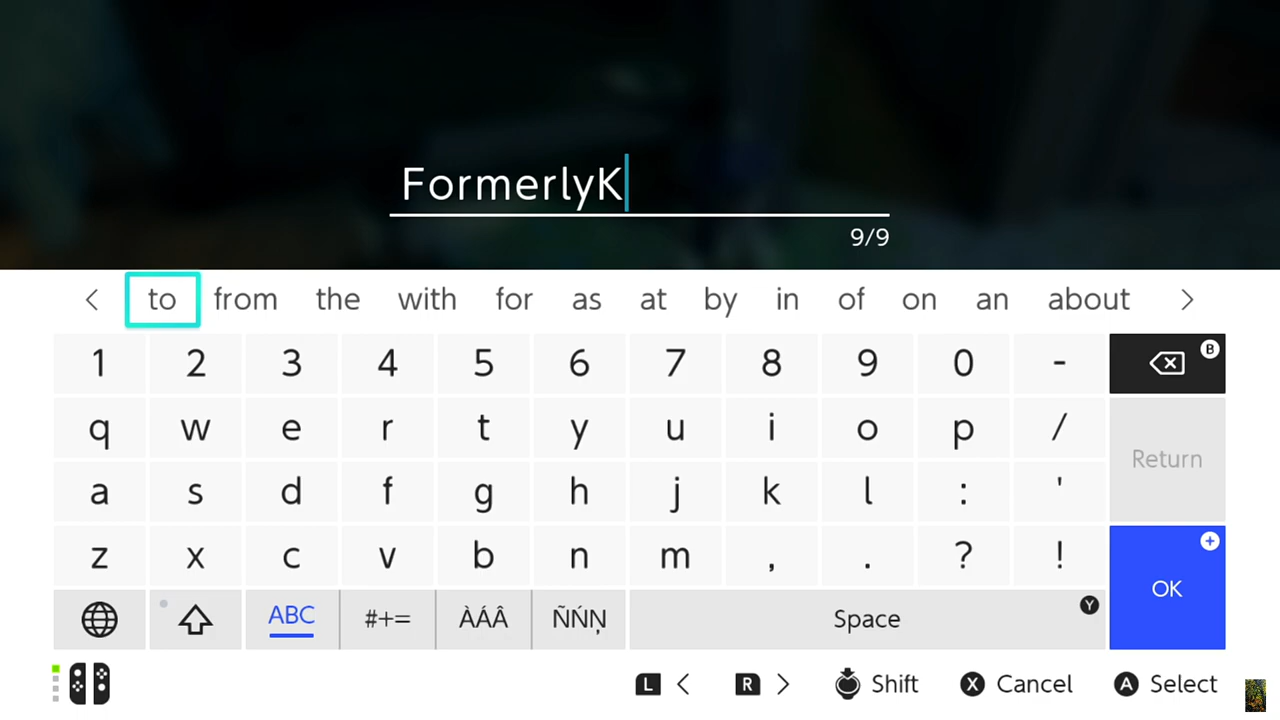 FormerlyK
9/9
< to from the with for as at by in of on an about >
1 2 3 4 5 6 7 8 9 0 - B
q w e r t y u i o p /
Return
a s d f g h j k l : '
z x c v b n m , . ? ! +
OK
ABC #+= ÀÁÂ ÑŃŅ Space Y
L < R > Shift X Cancel A Select